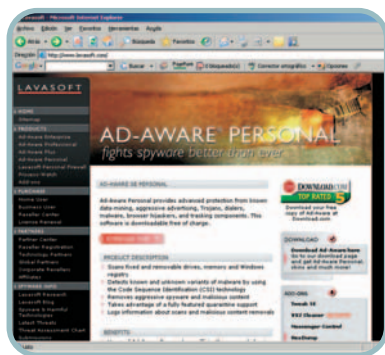 Lavasoft - Microsoft Internet Explorer
Archivo Edición Ver Favoritos Herramientas Ayuda
Atrás Búsqueda Favoritos
Dirección http://www.lavasoft.com/
Google Buscar PageRank bloqueado(s) Corrector ortográfico Opciones
LAVASOFT
HOME
Sitemap
PRODUCTS
Ad-Aware Enterprise
Ad-Aware Professional
Ad-Aware Plus
Ad-Aware Personal
Lavasoft Personal Firewall
Process-Watch
Add-ons
PURCHASE
Home User
Business User
Reseller Center
License Renewal
PARTNERS
Partner Center
Reseller Registration
Technology Partners
Global Partners
Corporate Resellers
Affiliates
SPYWARE INFO
Lavasoft Research
Lavasoft Blog
Spyware & Harmful
Technologies
Latest Threats
Threat Assessment Chart
Submissions
AD-AWARE PERSONAL
fights spyware better than ever
AD-AWARE SE PERSONAL
Ad-Aware Personal provides advanced protection from known
data-mining, aggressive advertising, Trojans, dialers,
malware, browser hijackers, and tracking components. This
software is downloadable free of charge.
PRODUCT DESCRIPTION
Scans fixed and removable drives, memory and Windows
registry
Detects known and unknown variants of malware by using
the Code Sequence Identification (CSI) technology
Removes aggressive spyware and malicious content
Takes advantage of a fully featured quarantine support
Logs information about scans and malicious content removals
BENEFITS
DOWNLOAD.COM
TOP RATED 5
Download your free
copy of Ad-Aware at
Download.com
DOWNLOAD
Download Ad-Aware here
Go to our download page
and get Ad-Aware Personal,
skins and much more!
ADD-ONS
Tweak SE
VX2 Cleaner
Messenger Control
HexDump